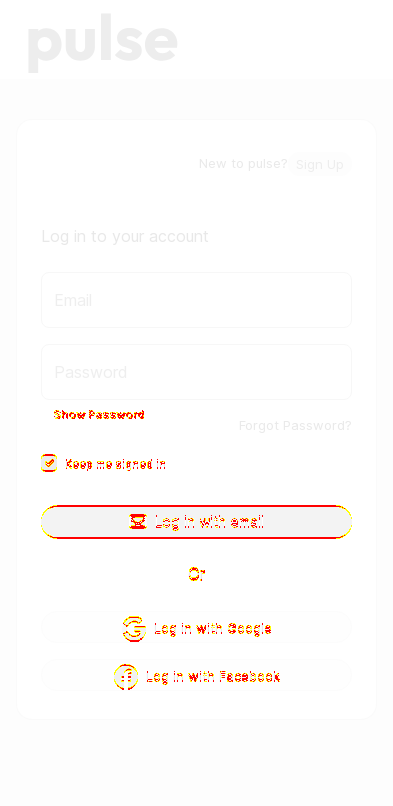 pulse
New to pulse? Sign Up
Log in to your account
Email
Password
Show Password
Forgot Password?
Keep me signed in
Log in with email
Or
Log in with Google
Log in with Facebook